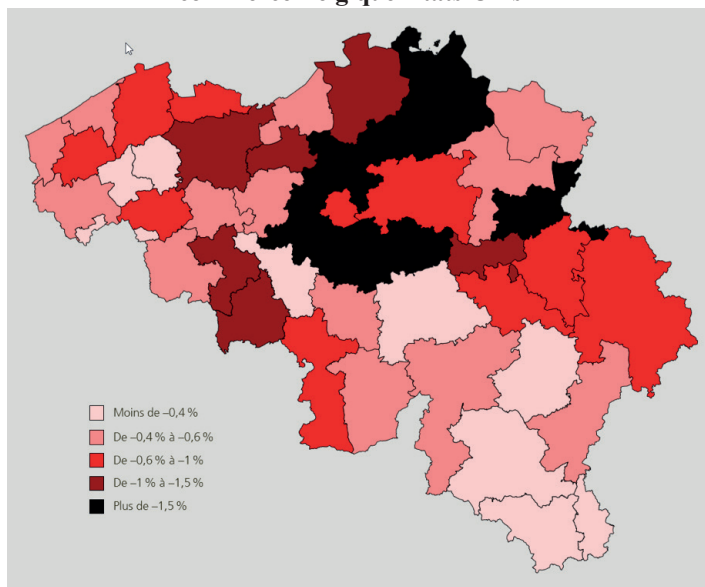 Moins de –0,4 %
De –0,4 % à –0,6 %
De –0,6 % à –1 %
De –1 % à –1,5 %
Plus de –1,5 %